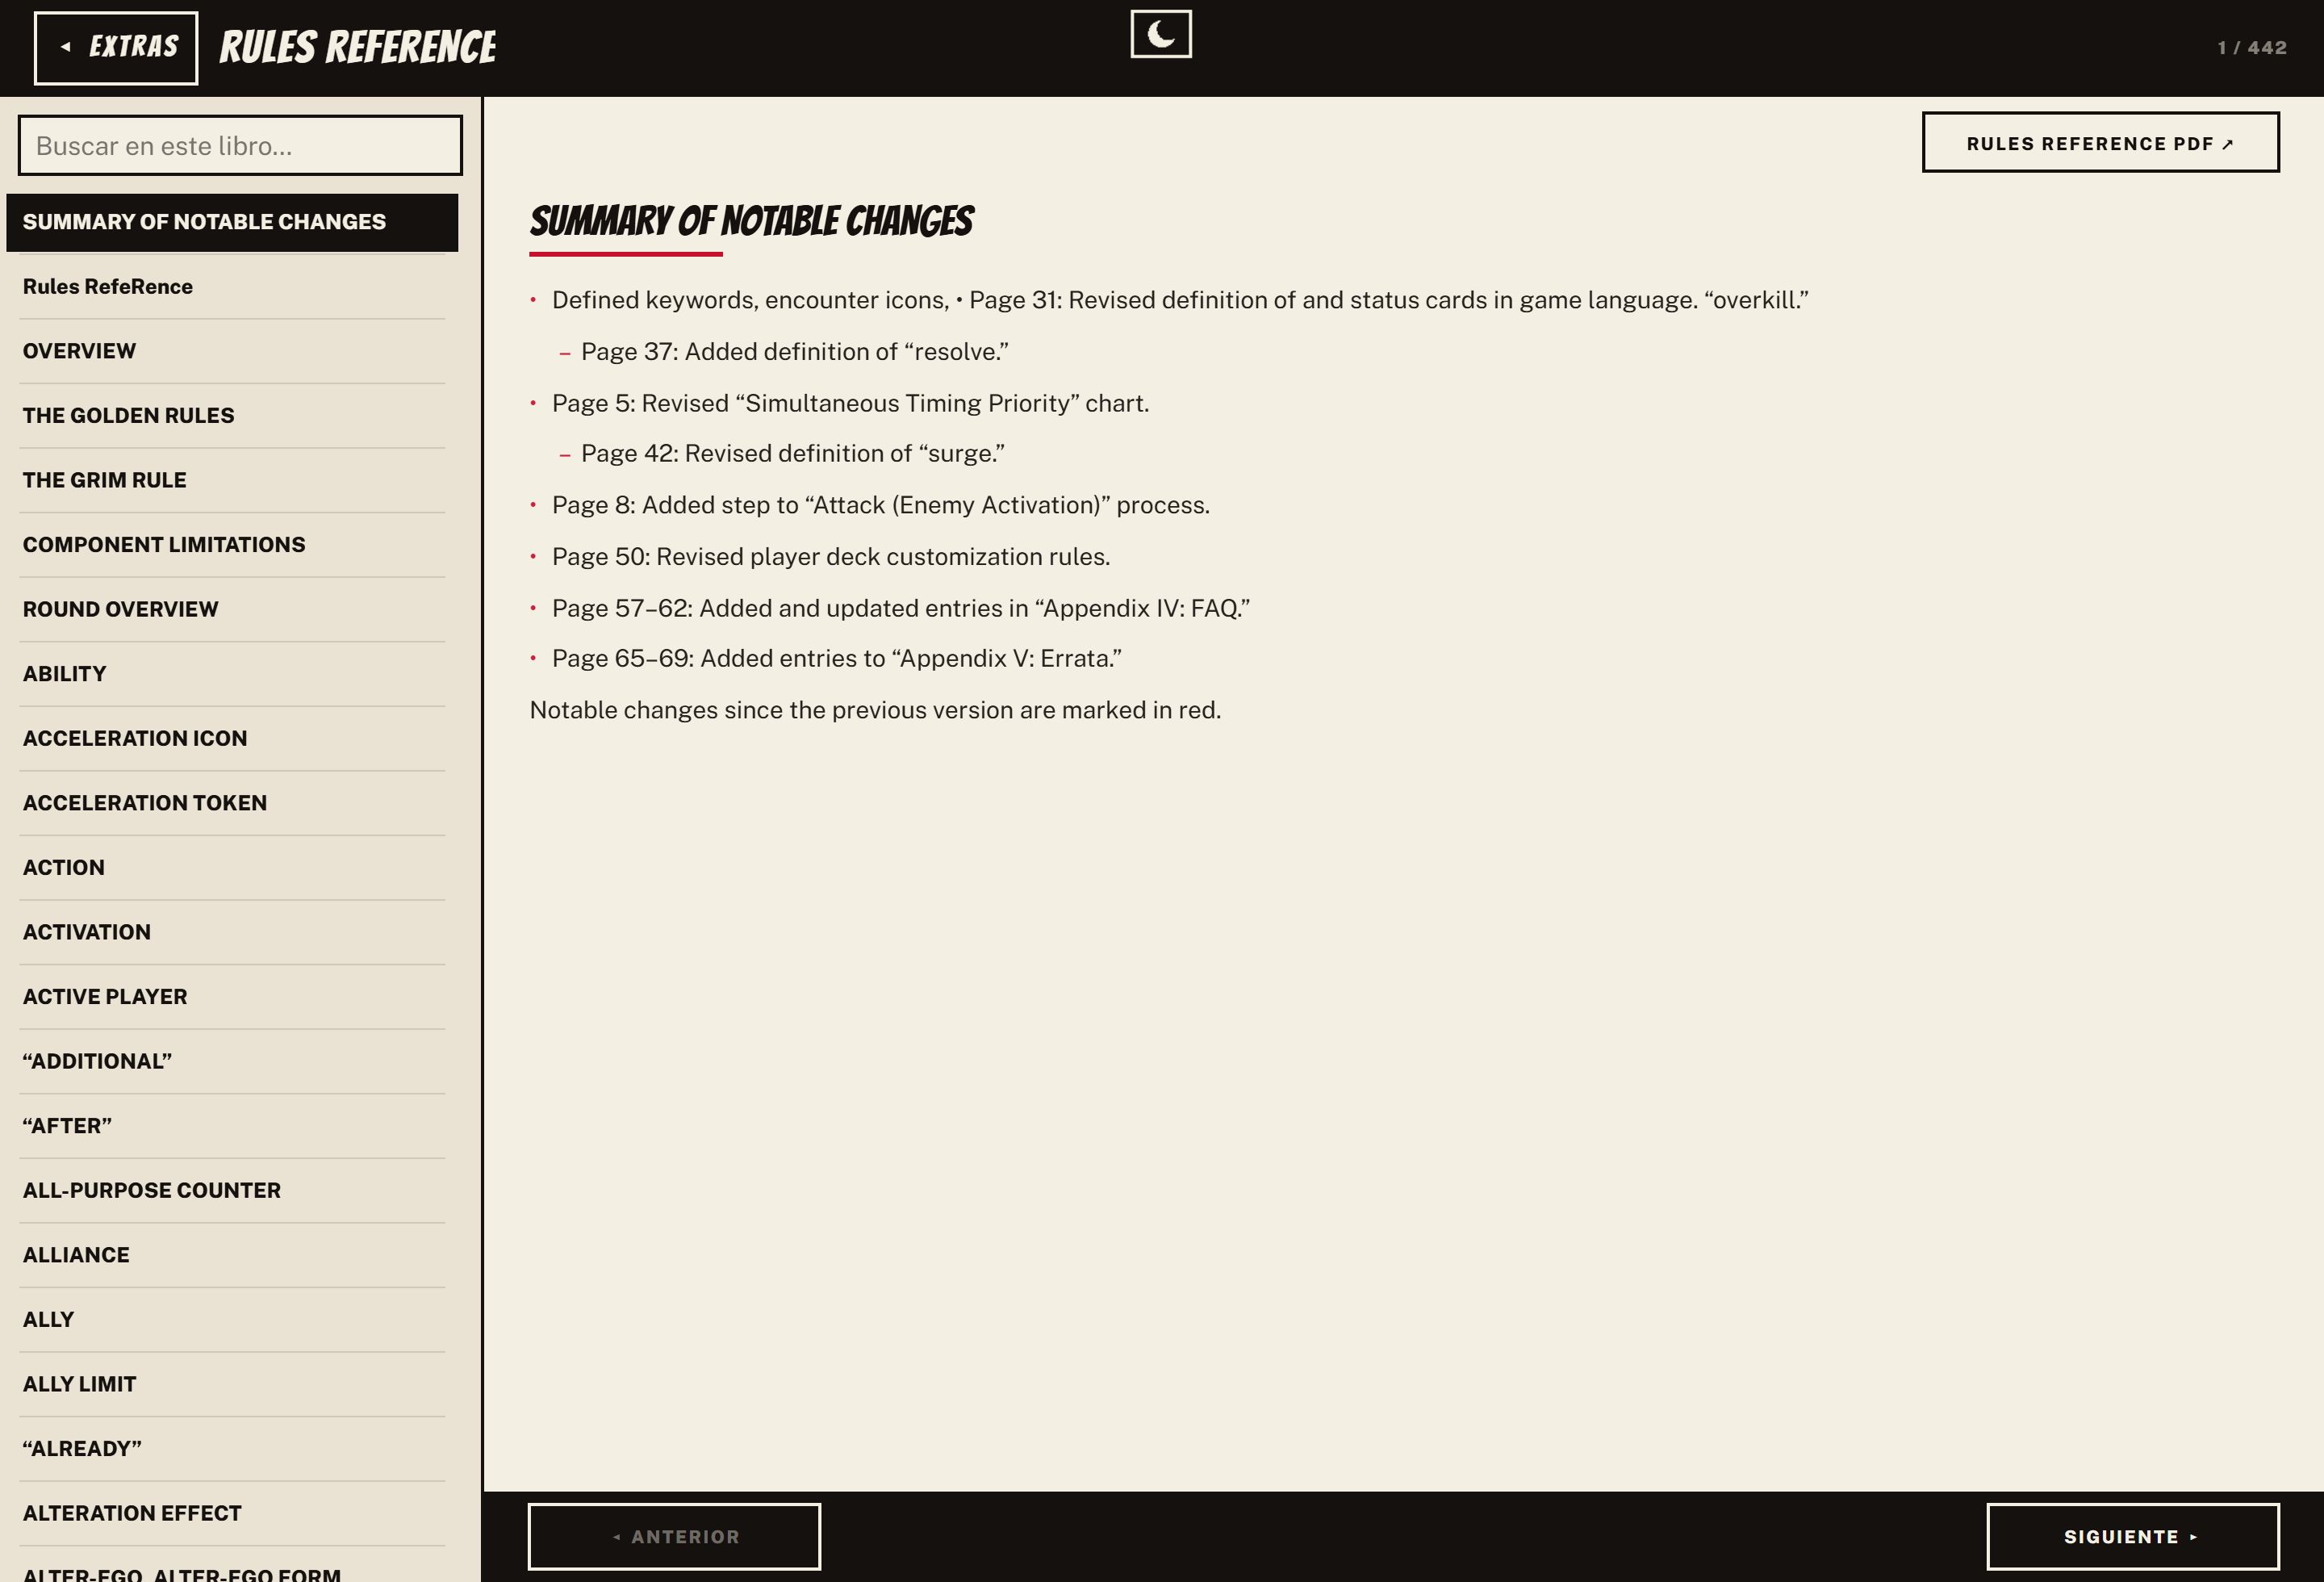 ◂ EXTRAS
RULES REFERENCE
1 / 442
Buscar en este libro...
SUMMARY OF NOTABLE CHANGES
Rules RefeRence
OVERVIEW
THE GOLDEN RULES
THE GRIM RULE
COMPONENT LIMITATIONS
ROUND OVERVIEW
ABILITY
ACCELERATION ICON
ACCELERATION TOKEN
ACTION
ACTIVATION
ACTIVE PLAYER
“ADDITIONAL”
“AFTER”
ALL-PURPOSE COUNTER
ALLIANCE
ALLY
ALLY LIMIT
“ALREADY”
ALTERATION EFFECT
ALTER-EGO, ALTER-EGO FORM
RULES REFERENCE PDF ↗
SUMMARY OF NOTABLE CHANGES
• Defined keywords, encounter icons, • Page 31: Revised definition of and status cards in game language. “overkill.”
– Page 37: Added definition of “resolve.”
• Page 5: Revised “Simultaneous Timing Priority” chart.
– Page 42: Revised definition of “surge.”
• Page 8: Added step to “Attack (Enemy Activation)” process.
• Page 50: Revised player deck customization rules.
• Page 57–62: Added and updated entries in “Appendix IV: FAQ.”
• Page 65–69: Added entries to “Appendix V: Errata.”
Notable changes since the previous version are marked in red.
◂ ANTERIOR
SIGUIENTE ▸